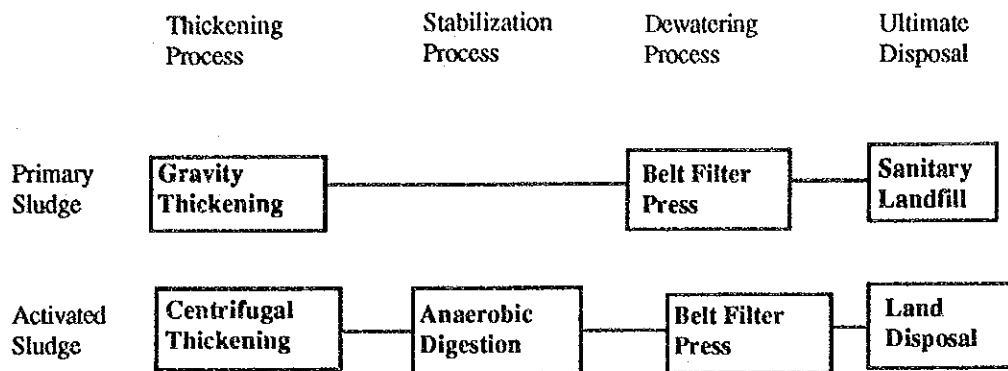 Thickening Stabilization Dewatering Ultimate
Process Process Process Disposal
Primary Gravity Belt Filter Sanitary
Sludge Thickening Press Landfill
Activated Centrifugal Anaerobic Belt Filter Land
Sludge Thickening Digestion Press Disposal